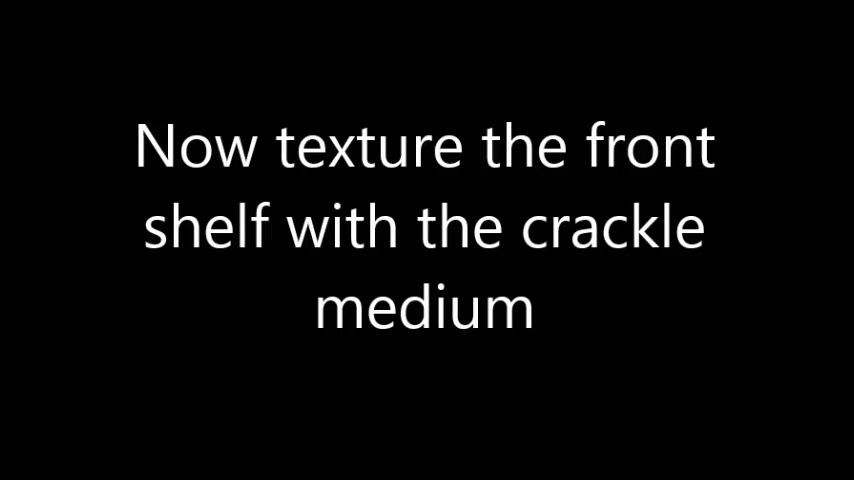 Now texture the front
shelf with the crackle
medium